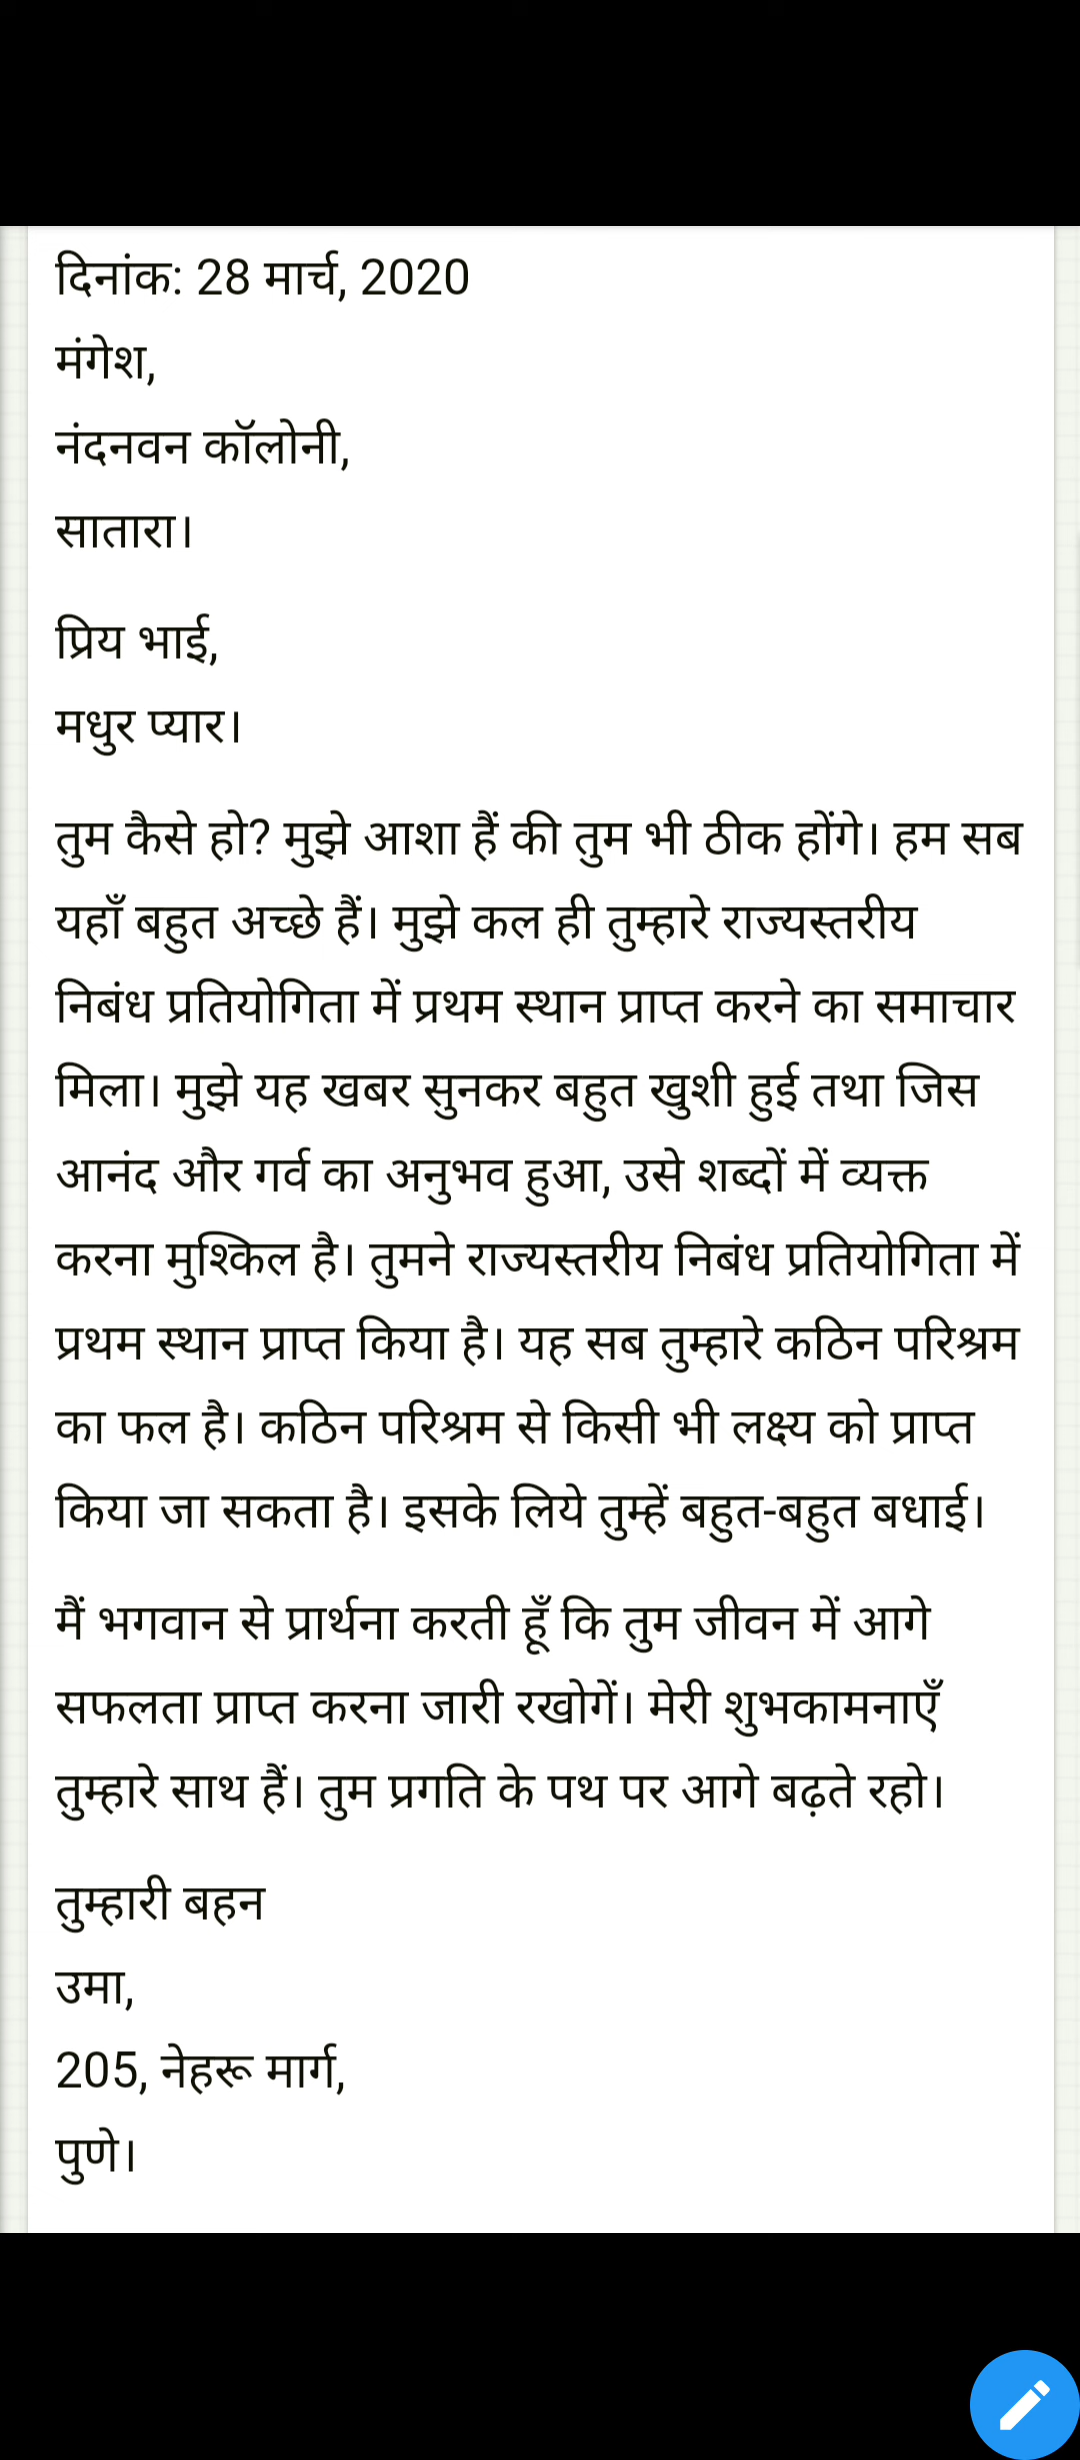 दिनांक: 28 मार्च, 2020
मंगेश,
नंदनवन कॉलोनी,
सातारा।
प्रिय भाई,
मधुर प्यार।
तुम कैसे हो? मुझे आशा हैं की तुम भी ठीक होंगे। हम सब
यहाँ बहुत अच्छे हैं। मुझे कल ही तुम्हारे राज्यस्तरीय
निबंध प्रतियोगिता में प्रथम स्थान प्राप्त करने का समाचार
मिला। मुझे यह खबर सुनकर बहुत खुशी हुई तथा जिस
आनंद और गर्व का अनुभव हुआ, उसे शब्दों में व्यक्त
करना मुश्किल है। तुमने राज्यस्तरीय निबंध प्रतियोगिता में
प्रथम स्थान प्राप्त किया है। यह सब तुम्हारे कठिन परिश्रम
का फल है। कठिन परिश्रम से किसी भी लक्ष्य को प्राप्त
किया जा सकता है। इसके लिये तुम्हें बहुत-बहुत बधाई।
मैं भगवान से प्रार्थना करती हूँ कि तुम जीवन में आगे
सफलता प्राप्त करना जारी रखोगें। मेरी शुभकामनाएँ
तुम्हारे साथ हैं। तुम प्रगति के पथ पर आगे बढ़ते रहो।
तुम्हारी बहन
उमा,
205, नेहरू मार्ग,
पुणे।